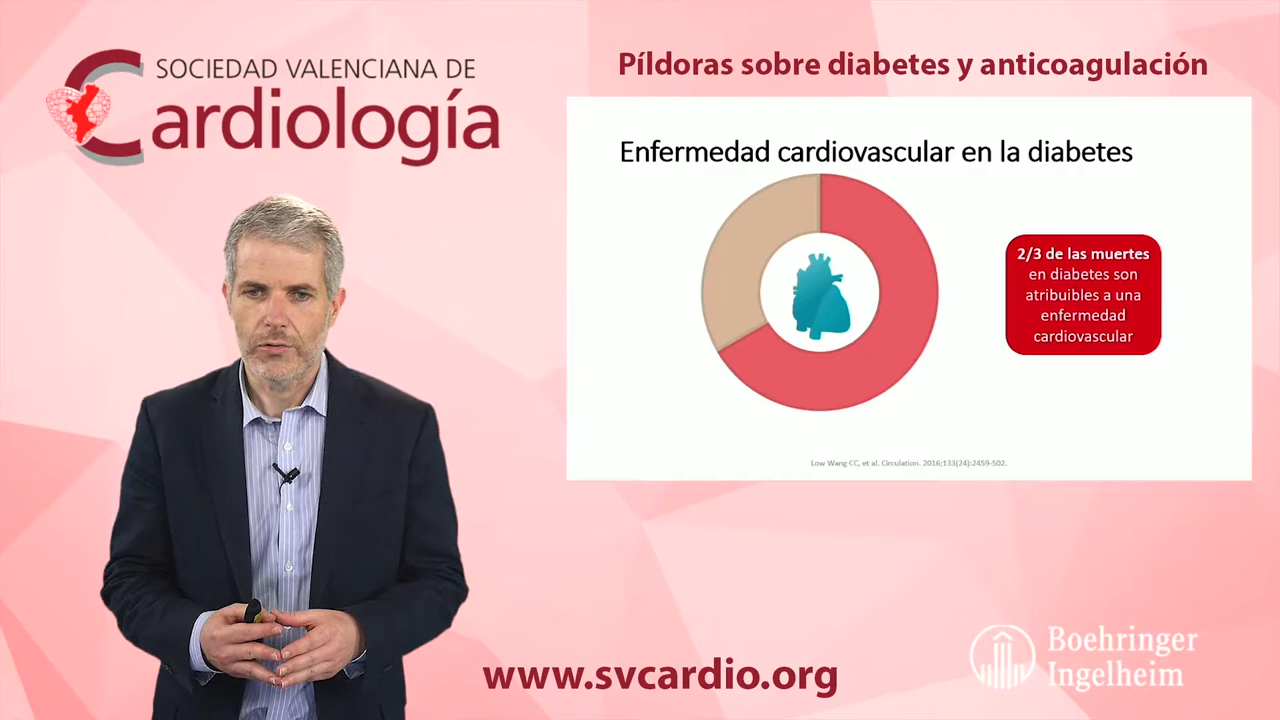 SOCIEDAD VALENCIANA DE
Cardiología
Píldoras sobre diabetes y anticoagulación
Enfermedad cardiovascular en la diabetes
2/3 de las muertes
en diabetes son
atribuibles a una
enfermedad
cardiovascular
Low Wang CC, et al. Circulation. 2016;133(24):2459-502.
www.svcardio.org
Boehringer
Ingelheim